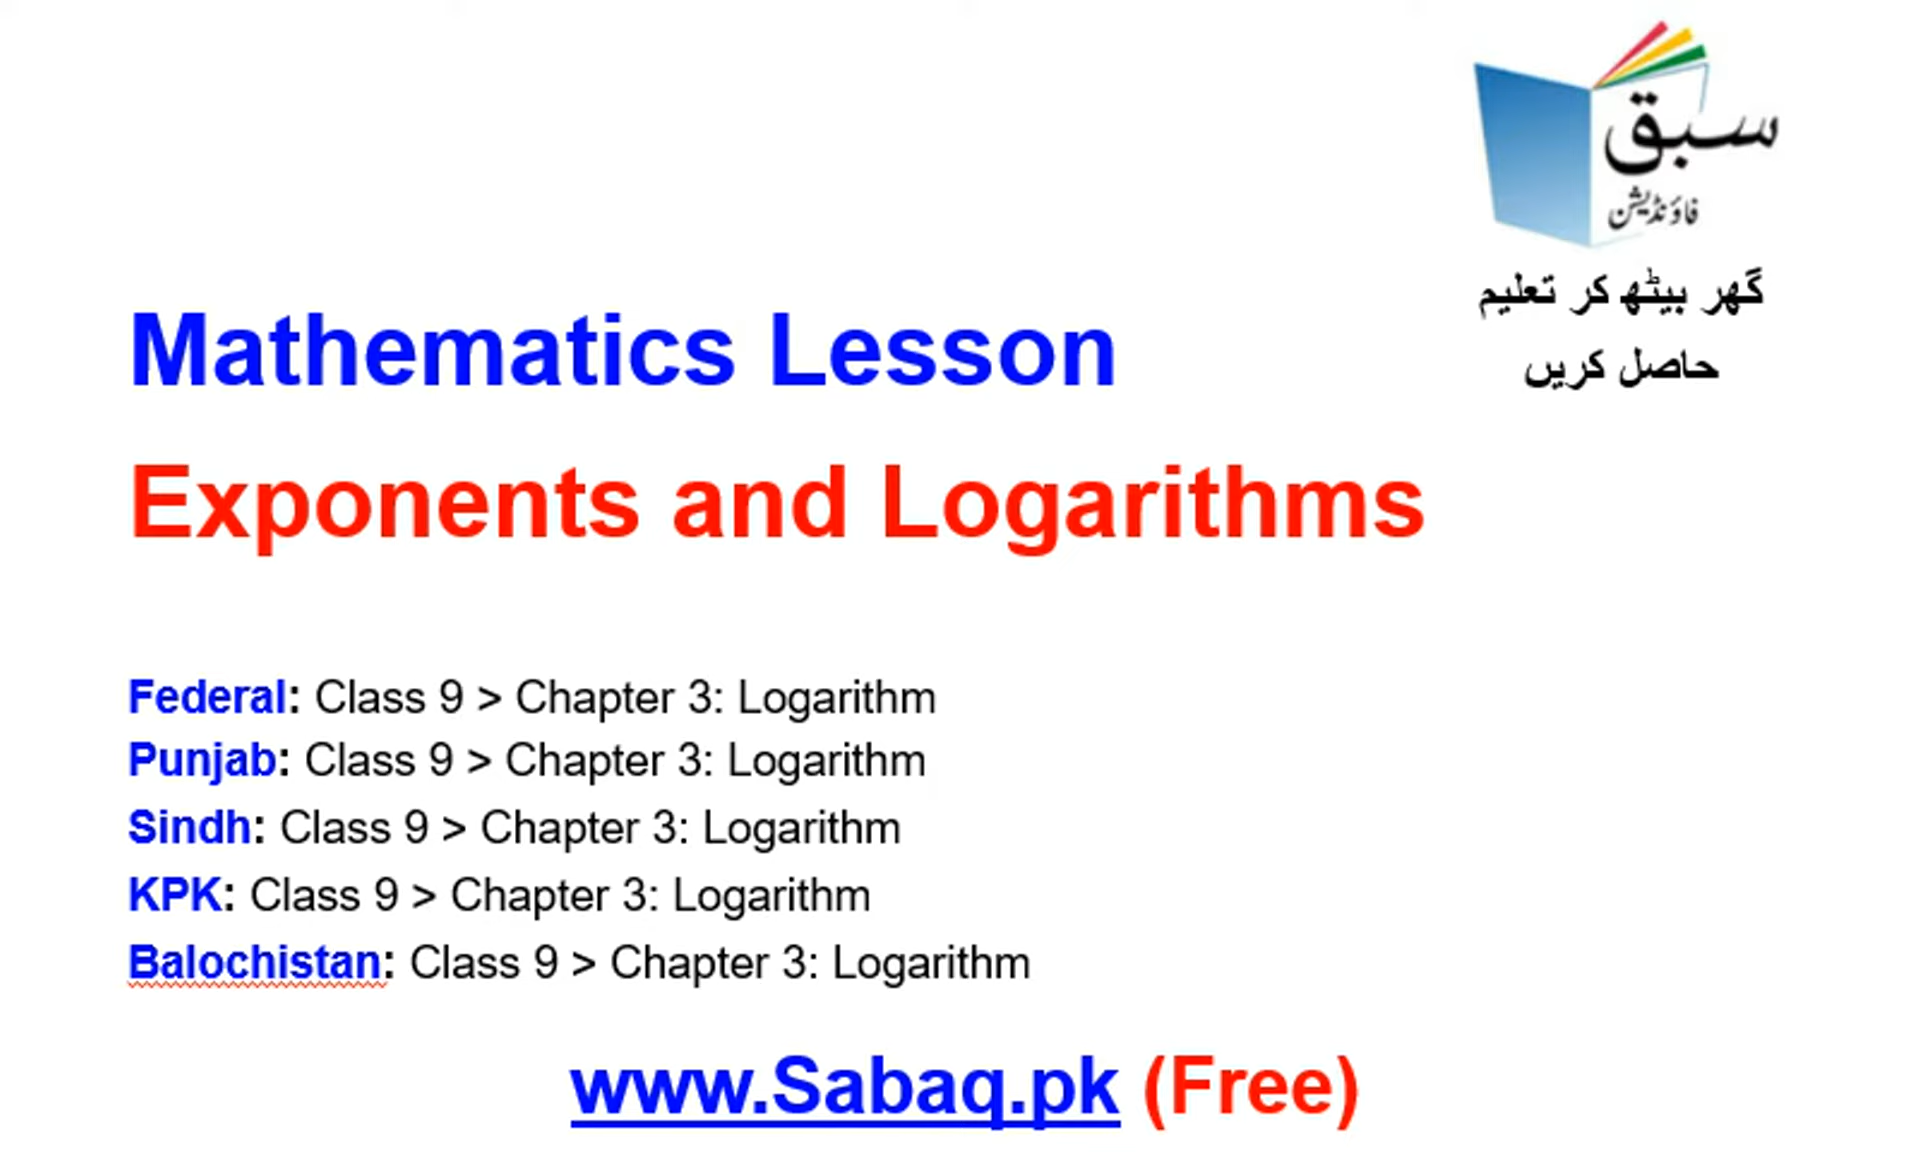 سبق
فاؤنڈیشن
گھر بیٹھ کر تعلیم
حاصل کریں
Mathematics Lesson
Exponents and Logarithms
Federal: Class 9 > Chapter 3: Logarithm
Punjab: Class 9 > Chapter 3: Logarithm
Sindh: Class 9 > Chapter 3: Logarithm
KPK: Class 9 > Chapter 3: Logarithm
Balochistan: Class 9 > Chapter 3: Logarithm
www.Sabaq.pk (Free)